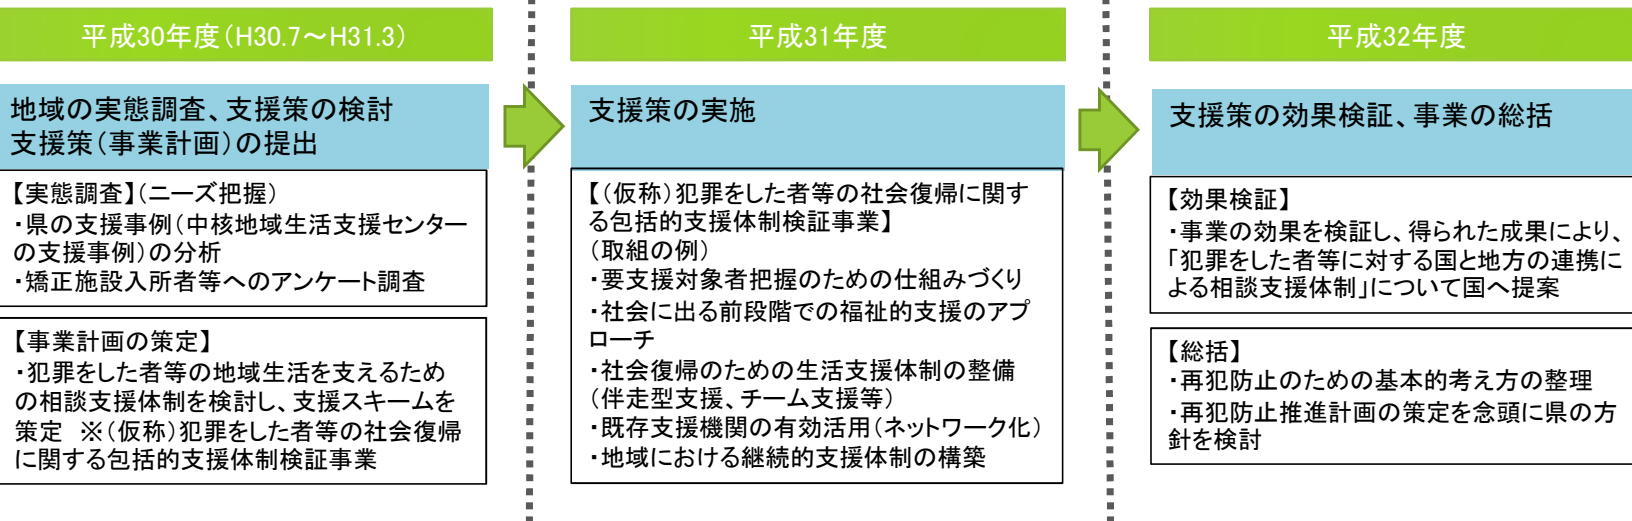 平成30年度(H30.7～H31.3)
地域の実態調査、支援策の検討
支援策(事業計画)の提出
【実態調査】(ニーズ把握)
・県の支援事例(中核地域生活支援センター
の支援事例)の分析
・矯正施設入所者等へのアンケート調査
【事業計画の策定】
・犯罪をした者等の地域生活を支えるため
の相談支援体制を検討し、支援スキームを
策定　※(仮称)犯罪をした者等の社会復帰
に関する包括的支援体制検証事業
平成31年度
支援策の実施
【(仮称)犯罪をした者等の社会復帰に関す
る包括的支援体制検証事業】
(取組の例)
・要支援対象者把握のための仕組みづくり
・社会に出る前段階での福祉的支援のアプ
ローチ
・社会復帰のための生活支援体制の整備
(伴走型支援、チーム支援等)
・既存支援機関の有効活用(ネットワーク化)
・地域における継続的支援体制の構築
平成32年度
支援策の効果検証、事業の総括
【効果検証】
・事業の効果を検証し、得られた成果により、
「犯罪をした者等に対する国と地方の連携に
よる相談支援体制」について国へ提案
【総括】
・再犯防止のための基本的考え方の整理
・再犯防止推進計画の策定を念頭に県の方
針を検討